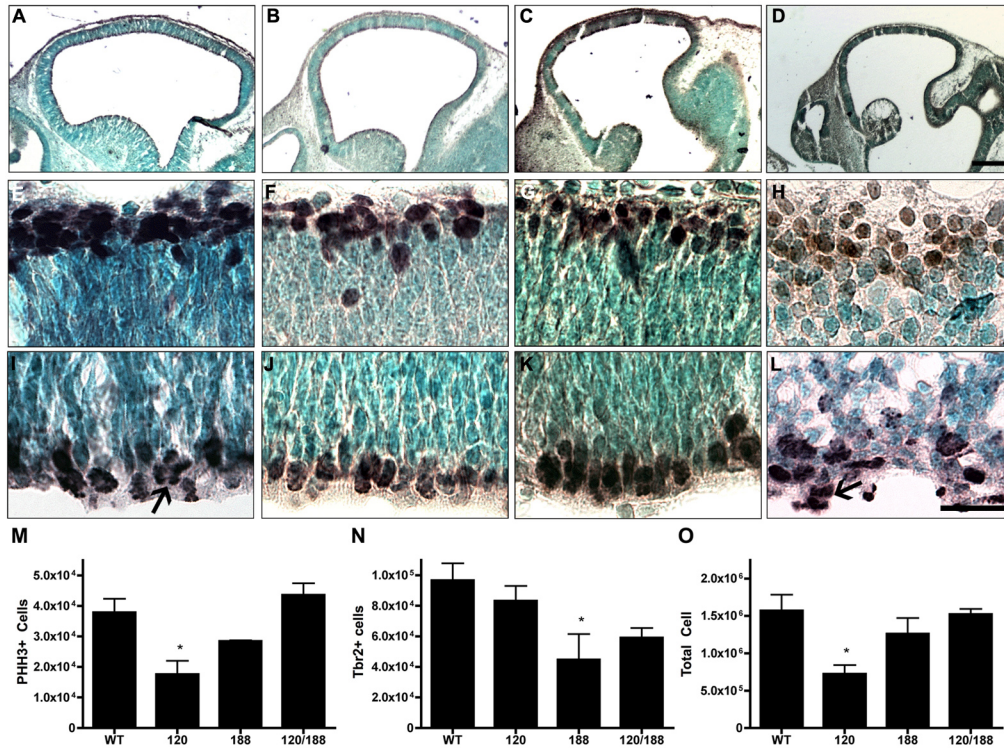 A
B
C
D
E
F
G
H
I
J
K
L
M
N
O
PHH3+ Cells
5.0x10⁴
4.0x10⁴
3.0x10⁴
2.0x10⁴
1.0x10⁴
0
*
WT 120 188 120/188
Tbr2+ cells
1.0x10⁵
8.0x10⁴
6.0x10⁴
4.0x10⁴
2.0x10⁴
0
*
WT 120 188 120/188
Total Cell
2.0x10⁶
1.5x10⁶
1.0x10⁶
5.0x10⁵
0
*
WT 120 188 120/188